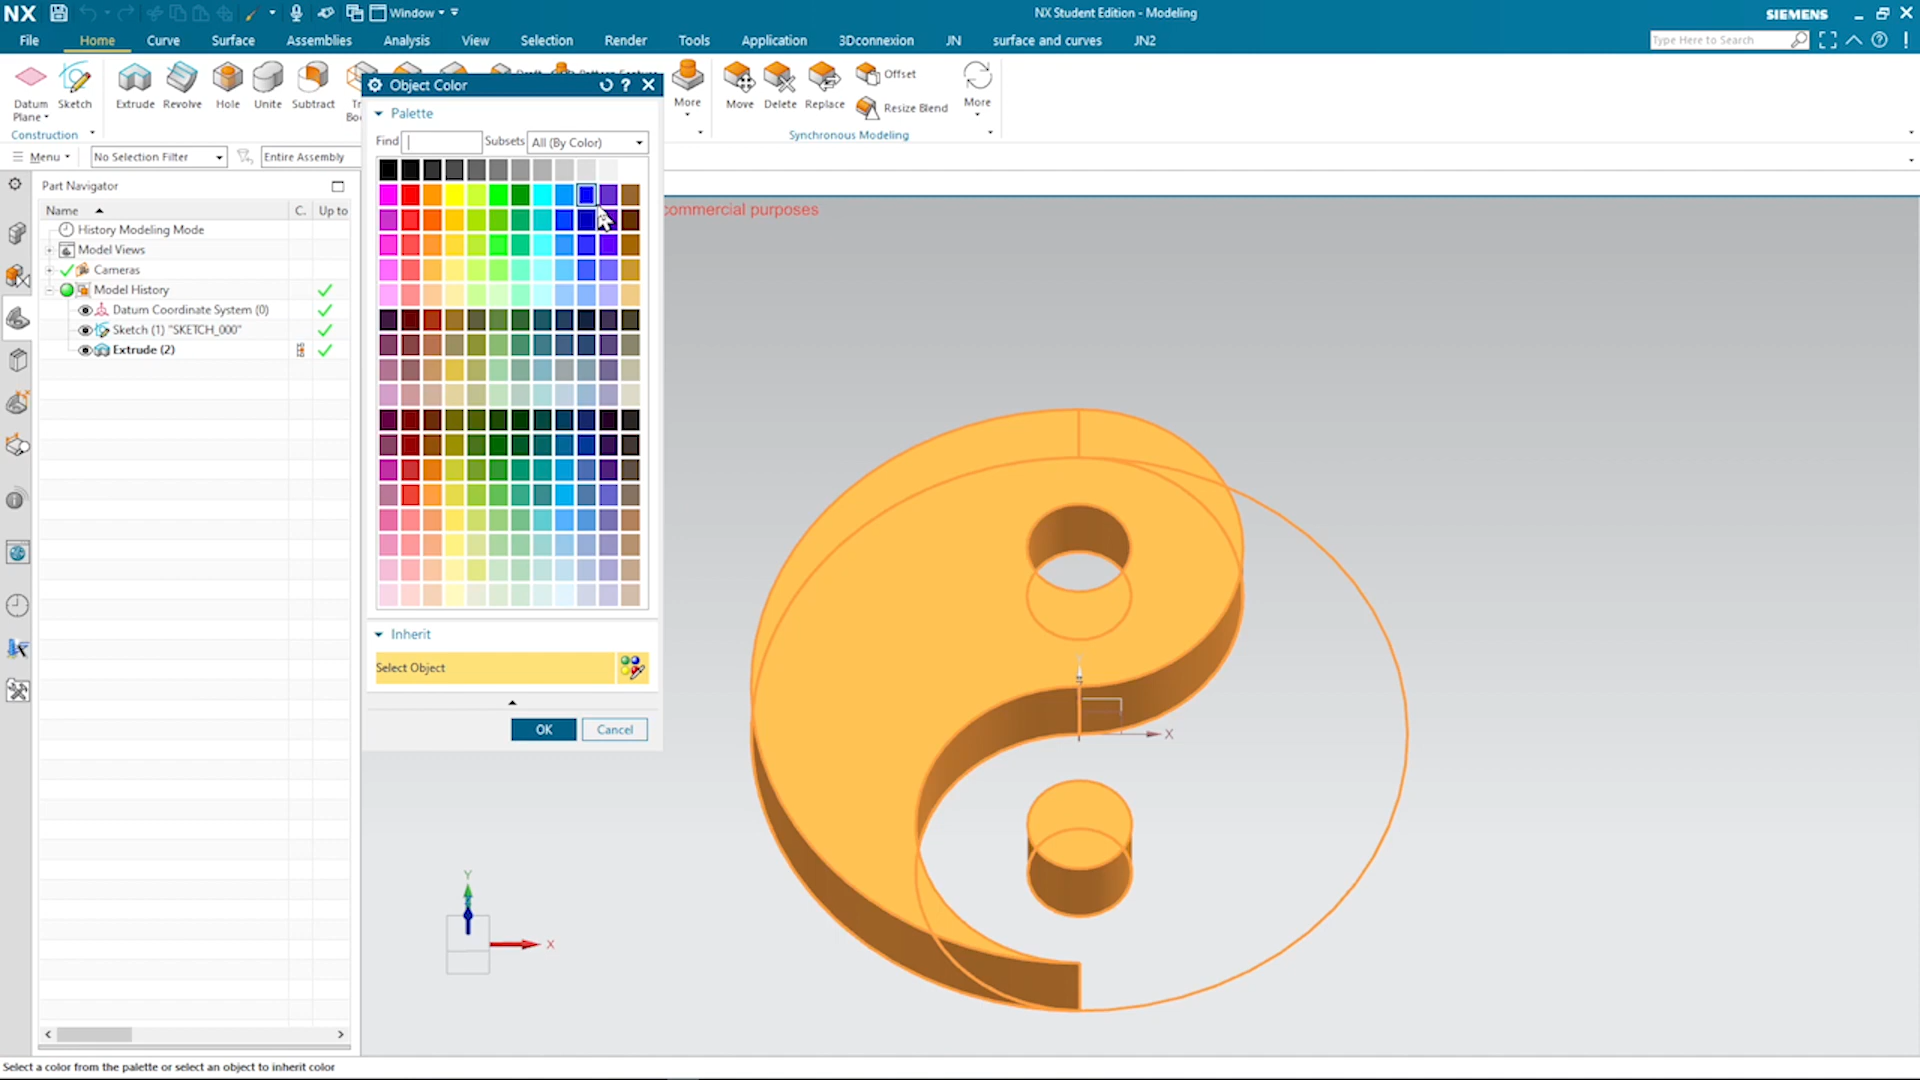 NX
Window
NX Student Edition - Modeling
SIEMENS
File
Home
Curve
Surface
Assemblies
Analysis
View
Selection
Render
Tools
Application
3Dconnexion
JN
surface and curves
JN2
Type Here to Search
Datum Plane
Sketch
Extrude
Revolve
Hole
Unite
Subtract
More
Move
Delete
Replace
Offset
Resize Blend
More
Construction
Synchronous Modeling
Menu
No Selection Filter
Entire Assembly
Object Color
Palette
Find
Subsets
All (By Color)
Part Navigator
Name
C.
Up to
History Modeling Mode
Model Views
Cameras
Model History
Datum Coordinate System (0)
Sketch (1) "SKETCH_000"
Extrude (2)
commercial purposes
Inherit
Select Object
OK
Cancel
X
Y
X
Select a color from the palette or select an object to inherit color